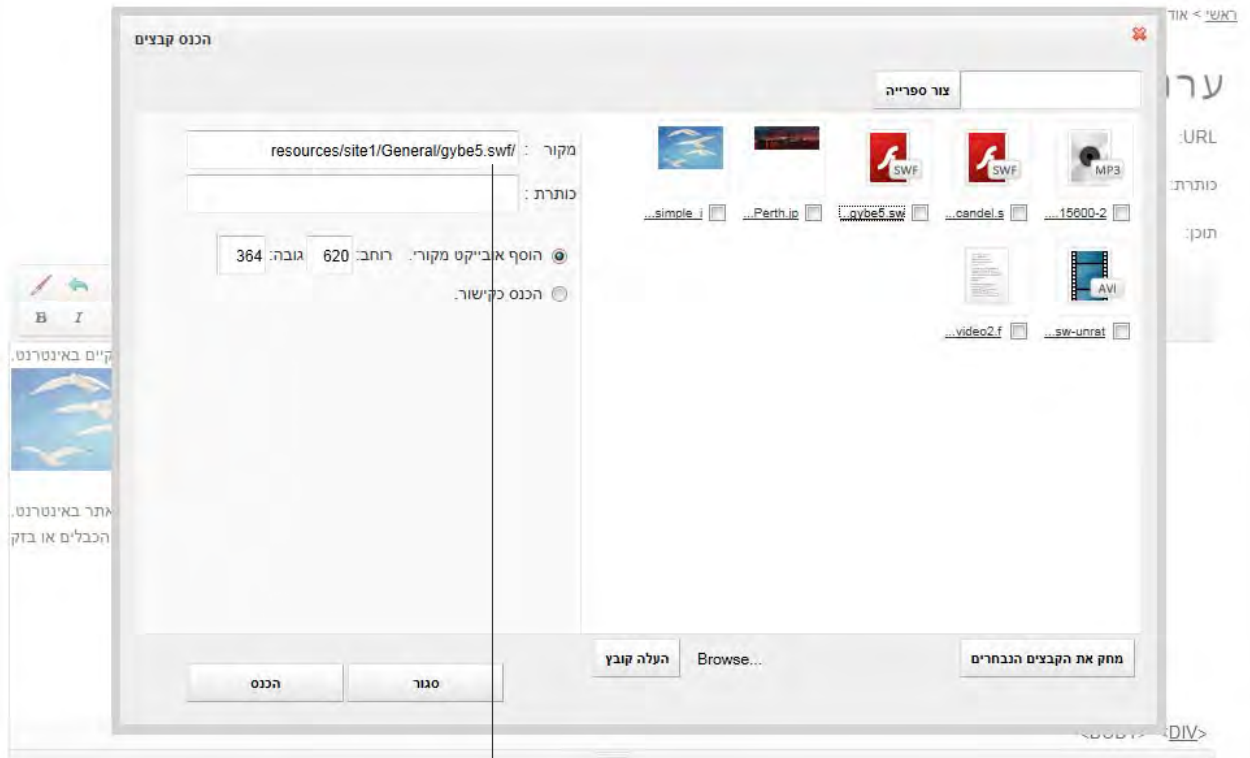 ראשי > אוד
ערו
URL:
כותרת:
תוכן:
הכנס קבצים
צור ספרייה
מקור : resources/site1/General/gybe5.swf/
כותרת :
הוסף אובייקט מקורי. רוחב: 620 גובה: 364
הכנס כקישור.
MP3
SWF
SWF
15600-2....
candel.s...
gybe5.sw...
Perth.jp...
simple_i...
AVI
sw-unrat...
video2.f...
B I
קיים באינטרנט.
אתר באינטרנט.
הכבלים או בזק
מחק את הקבצים הנבחרים
Browse...
העלה קובץ
סגור
הכנס
<BODY> <DIV>